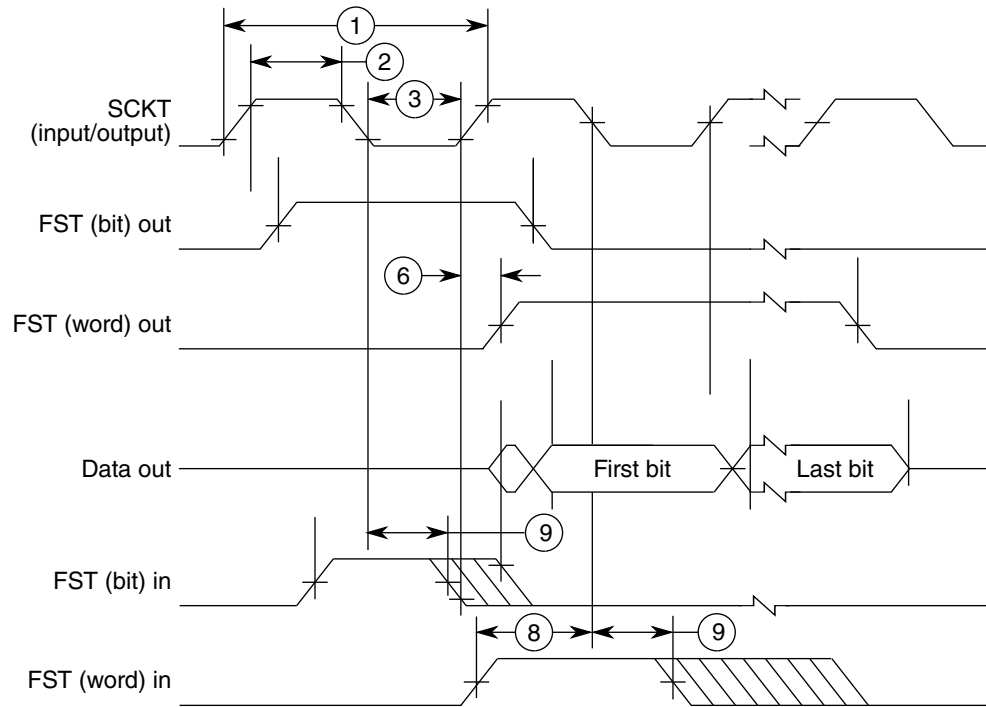 1
2
3
SCKT
(input/output)
FST (bit) out
6
FST (word) out
Data out
First bit
Last bit
9
FST (bit) in
8
9
FST (word) in